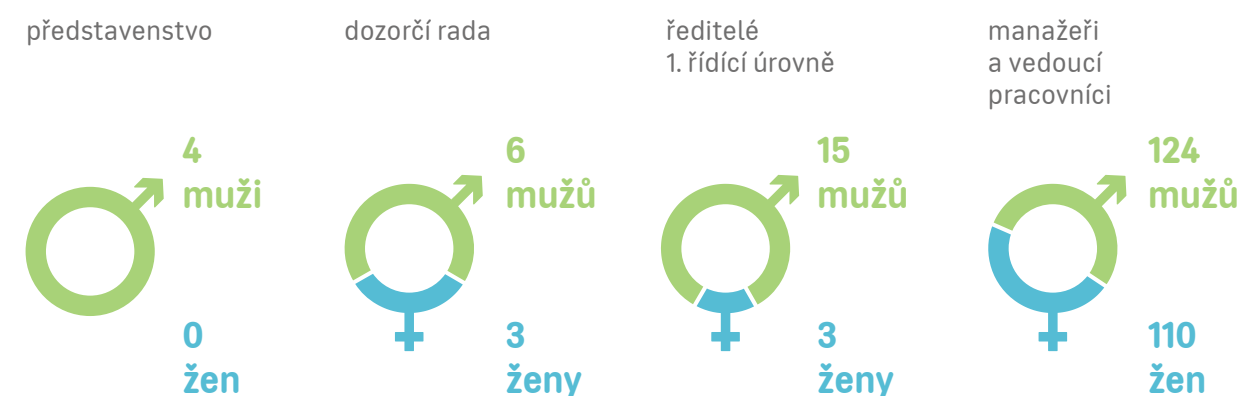 představenstvo
4
muži
0
žen
dozorčí rada
6
mužů
3
ženy
ředitelé
1. řídící úrovně
15
mužů
3
ženy
manažeři
a vedoucí
pracovníci
124
mužů
110
žen